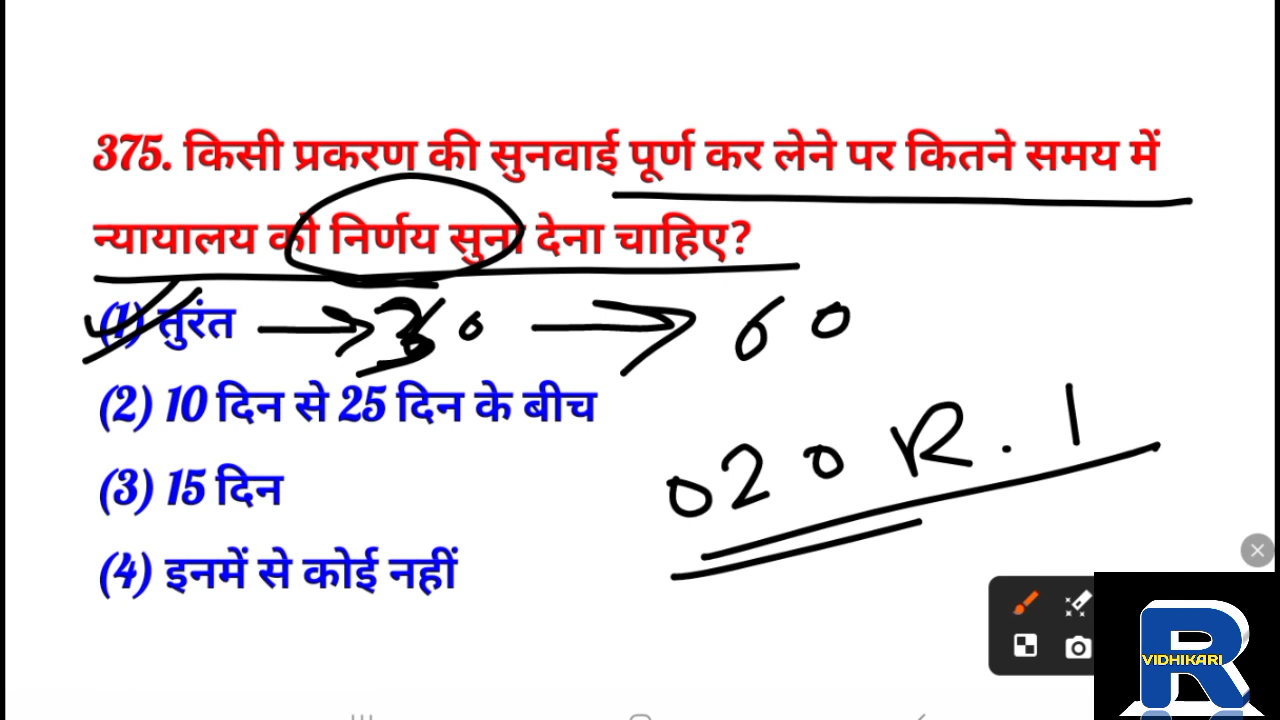 375. किसी प्रकरण की सुनवाई पूर्ण कर लेने पर कितने समय में
न्यायालय को निर्णय सुना देना चाहिए?
(1) तुरंत → 30 → 60
(2) 10 दिन से 25 दिन के बीच
020 R. 1
(3) 15 दिन
(4) इनमें से कोई नहीं
R
VIDHIKARI